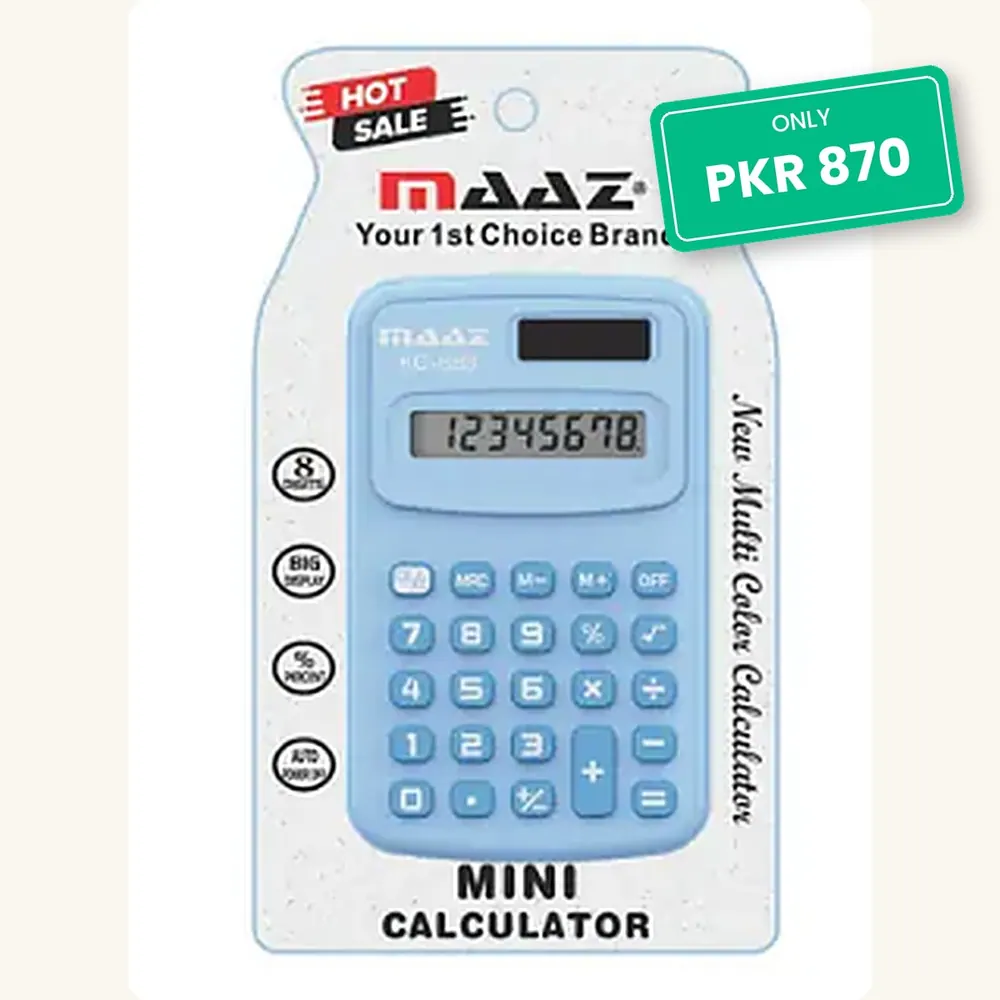 HOT
SALE
ONLY
PKR 870
MAAZ®
Your 1st Choice Brand
MAAZ
12345678.
8
DIGITS
BIG
DISPLAY
%
PERCENT
AUTO
POWER OFF
New Multi Color Calculator
MRC M− M+ OFF
7 8 9 % √
4 5 6 × ÷
1 2 3 −
+
0 . +/− =
MINI
CALCULATOR